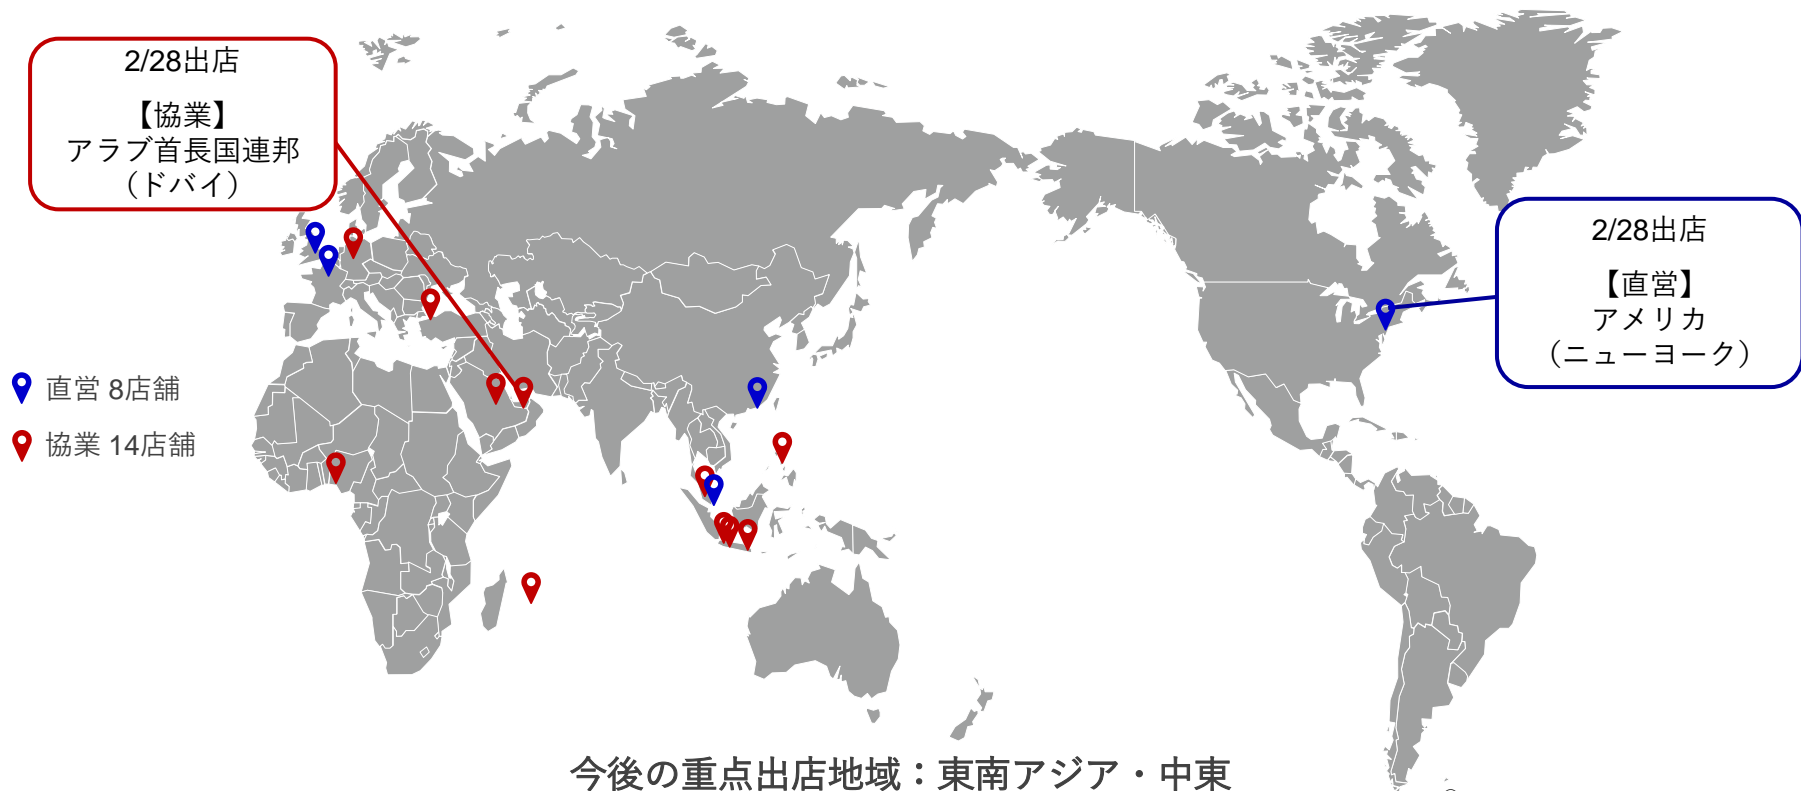 2/28出店
【協業】
アラブ首長国連邦
（ドバイ）
2/28出店
【直営】
アメリカ
（ニューヨーク）
直営 8店舗
協業 14店舗
今後の重点出店地域：東南アジア・中東